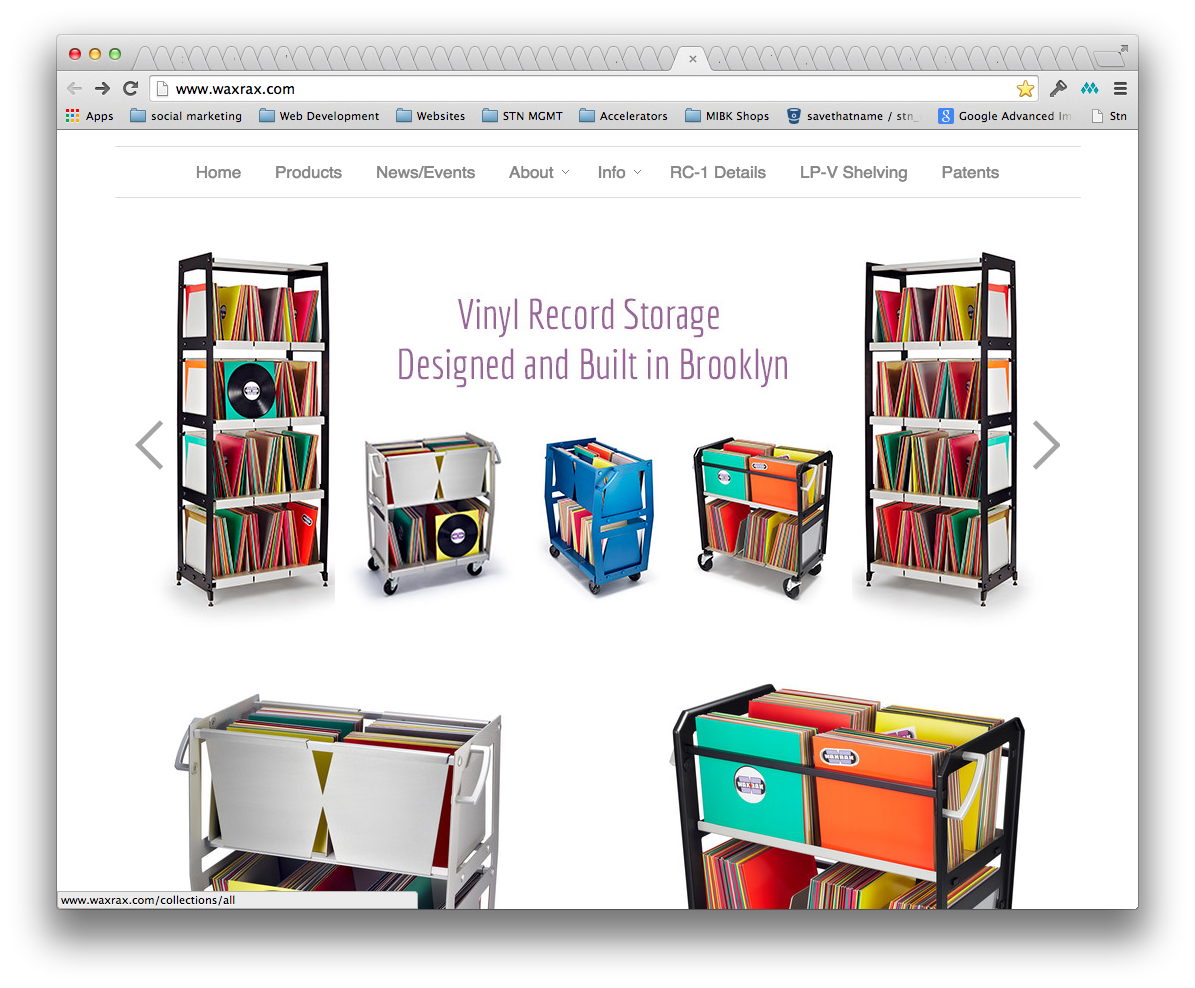 www.waxrax.com
Apps social marketing Web Development Websites STN MGMT Accelerators MIBK Shops savethatname / stn_ Google Advanced Im Stn
Home Products News/Events About Info RC-1 Details LP-V Shelving Patents
Vinyl Record Storage
Designed and Built in Brooklyn
WAXRAX
WAXRAX
www.waxrax.com/collections/all